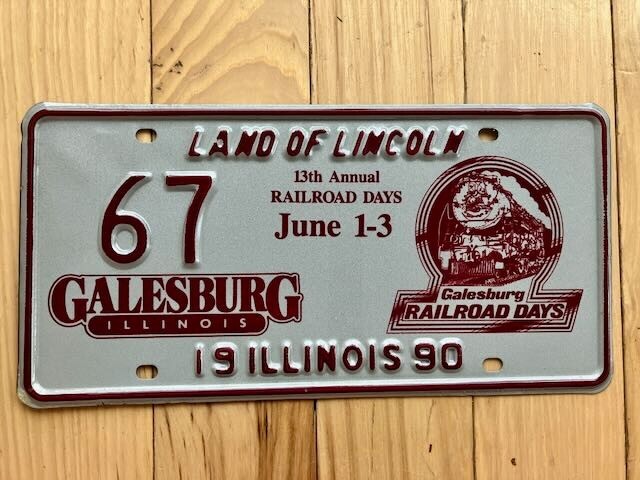 LAND OF LINCOLN
67
13th Annual
RAILROAD DAYS
June 1-3
GALESBURG
ILLINOIS
Galesburg
RAILROAD DAYS
19 ILLINOIS 90